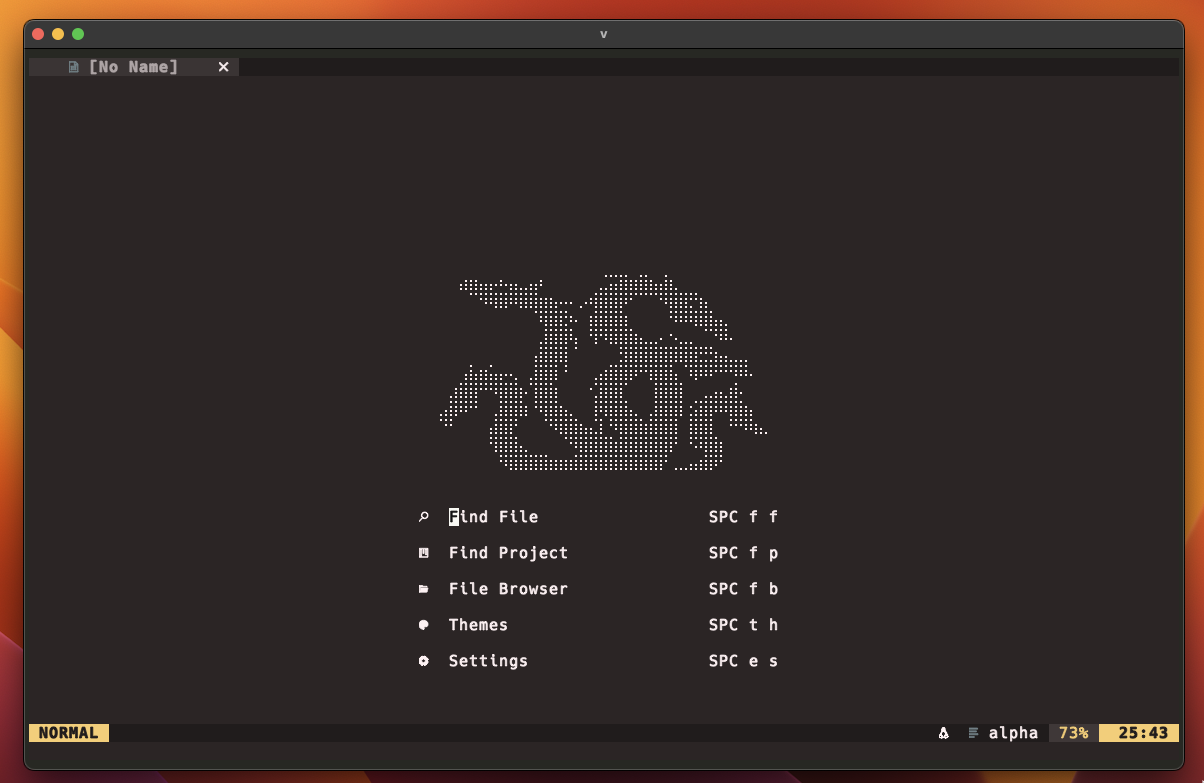 v
[No Name]
Find File SPC f f
Find Project SPC f p
File Browser SPC f b
Themes SPC t h
Settings SPC e s
NORMAL alpha 73% 25:43